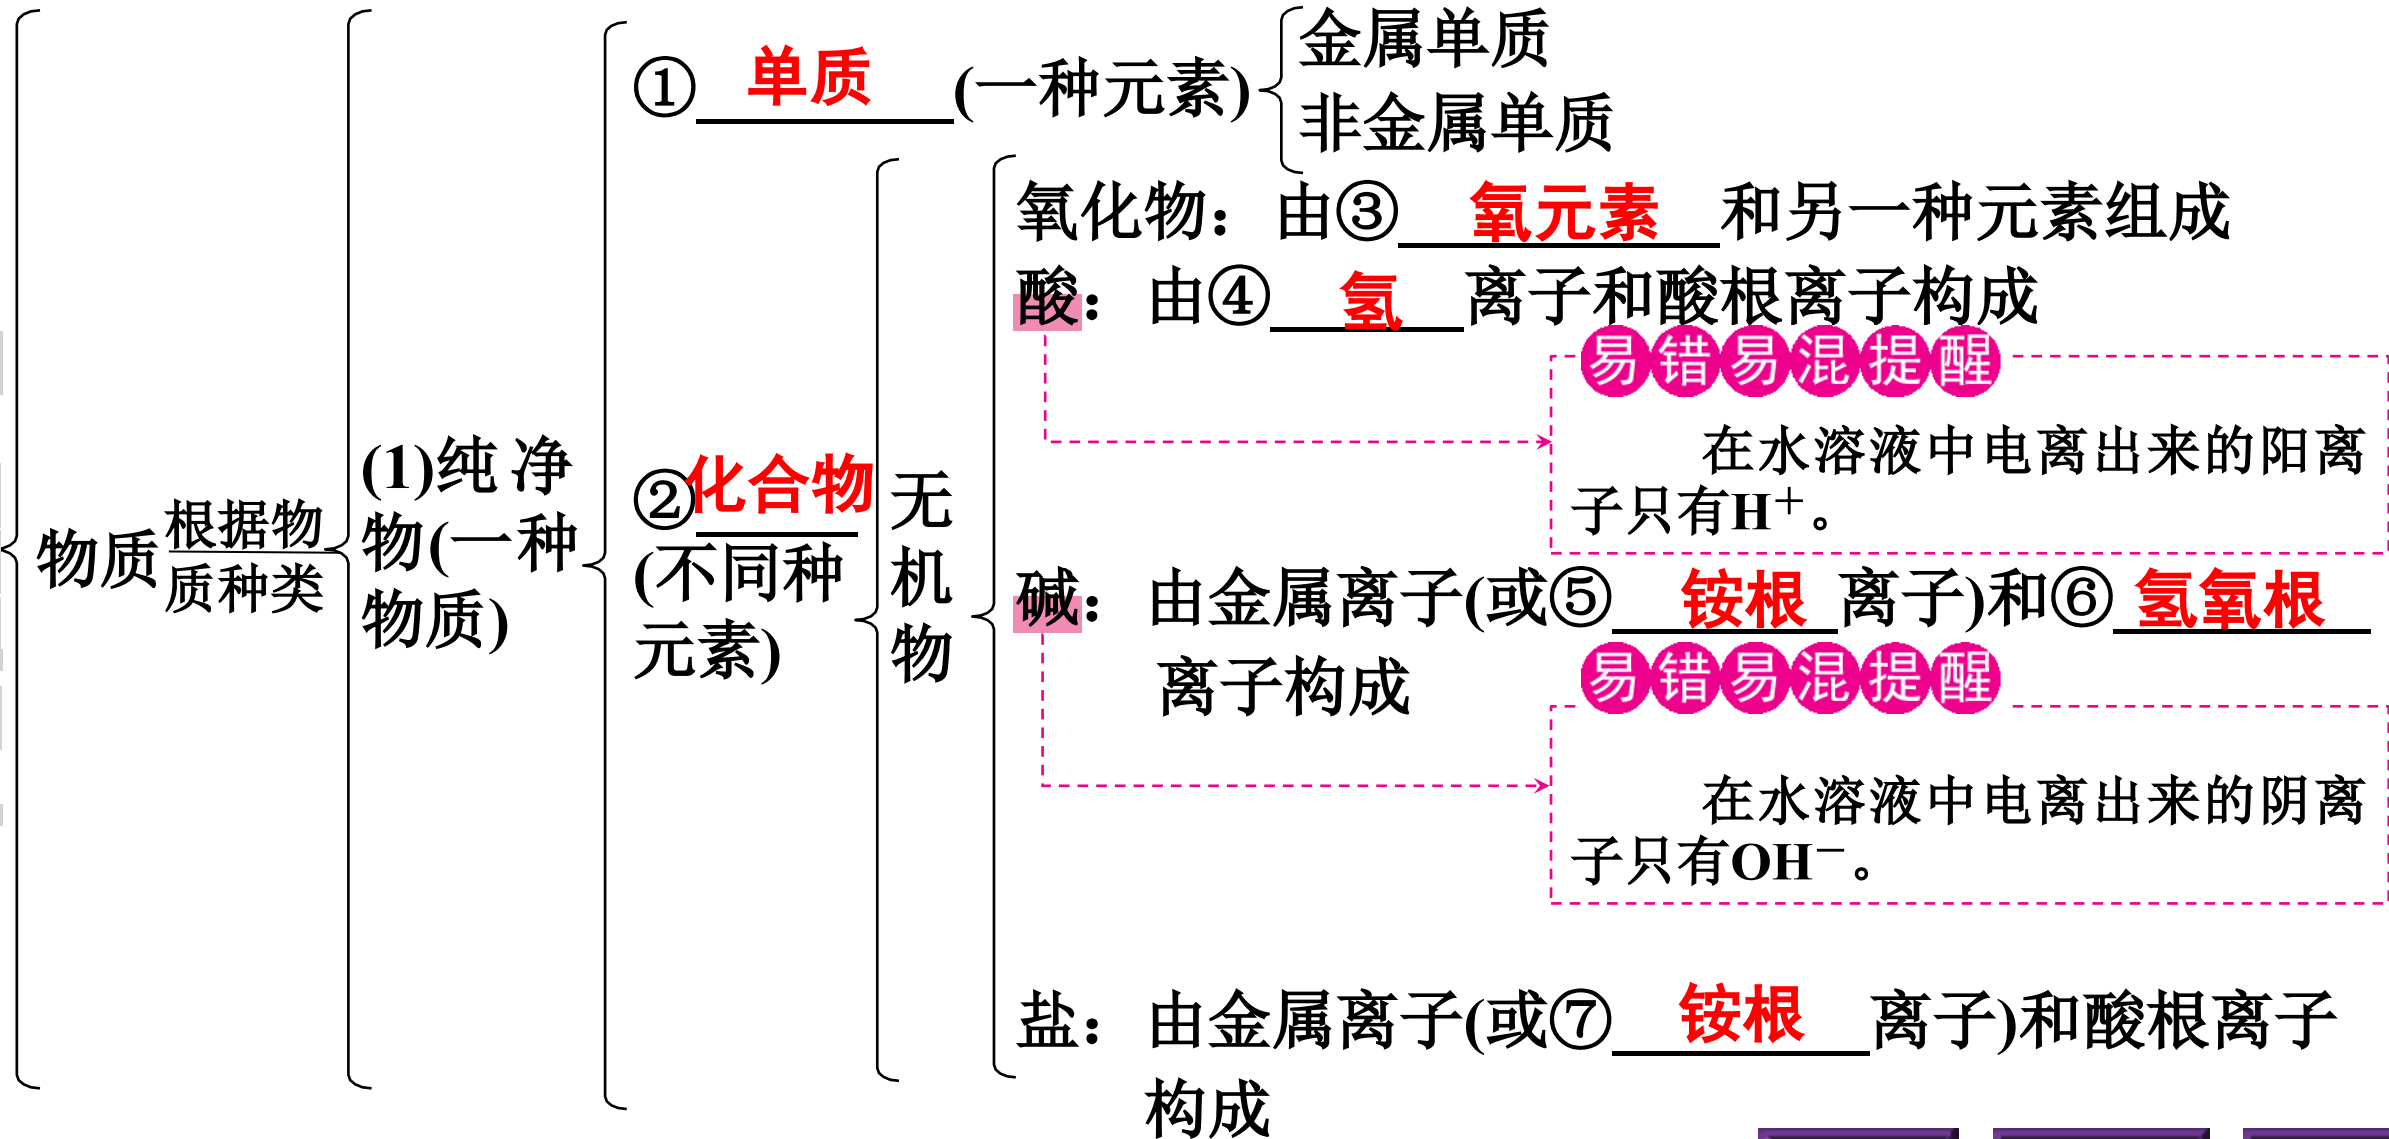 ①单质(一种元素)
金属单质
非金属单质
氧化物：由③氧元素和另一种元素组成
酸：由④氢离子和酸根离子构成
易错易混提醒
在水溶液中电离出来的阳离
子只有H⁺。
物质
根据物
质种类
(1)纯净
物(一种
物质)
②化合物
(不同种
元素)
无
机
物
碱：由金属离子(或⑤铵根离子)和⑥氢氧根
离子构成
易错易混提醒
在水溶液中电离出来的阴离
子只有OH⁻。
盐：由金属离子(或⑦铵根离子)和酸根离子
构成